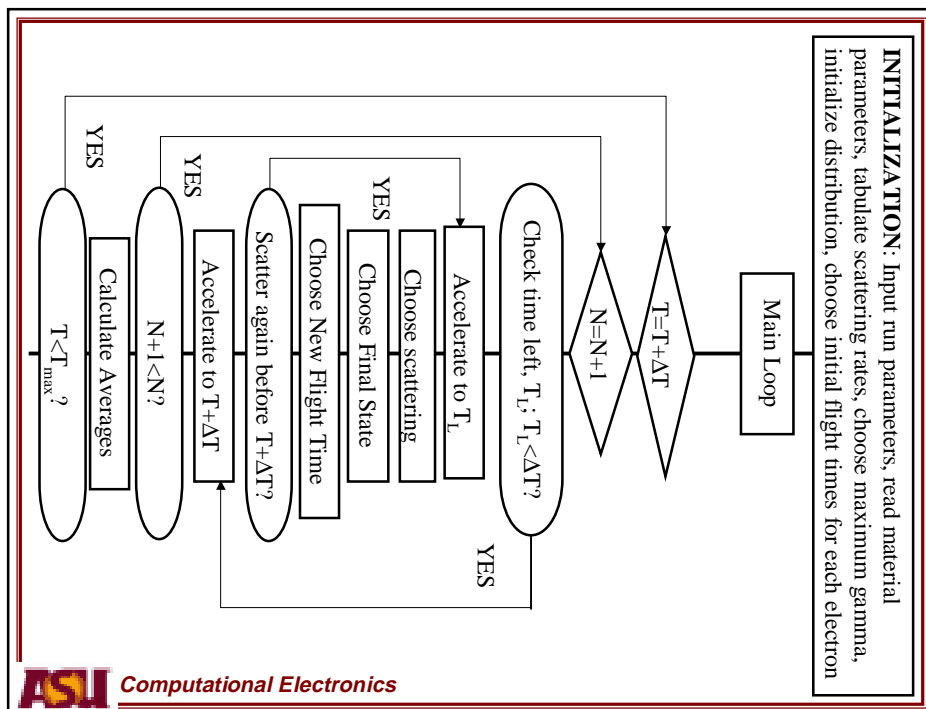 INITIALIZATION: Input run parameters, read material
parameters, tabulate scattering rates, choose maximum gamma,
initialize distribution, choose initial flight times for each electron
Main Loop
T=T+ΔT
N=N+1
Check time left, T_L; T_L<ΔT?
YES
Accelerate to T_L
Choose scattering
Choose Final State
YES
Choose New Flight Time
Scatter again before T+ΔT?
Accelerate to T+ΔT
YES
N+1<N?
Calculate Averages
YES
T<T_max?
ASU
Computational Electronics